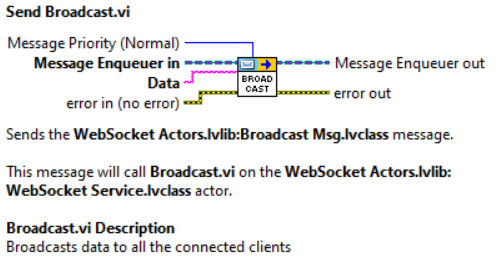 Send Broadcast.vi
Message Priority (Normal)
Message Enqueuer in
Message Enqueuer out
Data
BROAD
CAST
error in (no error)
error out
Sends the WebSocket Actors.lvlib:Broadcast Msg.lvclass message.
This message will call Broadcast.vi on the WebSocket Actors.lvlib:
WebSocket Service.lvclass actor.
Broadcast.vi Description
Broadcasts data to all the connected clients